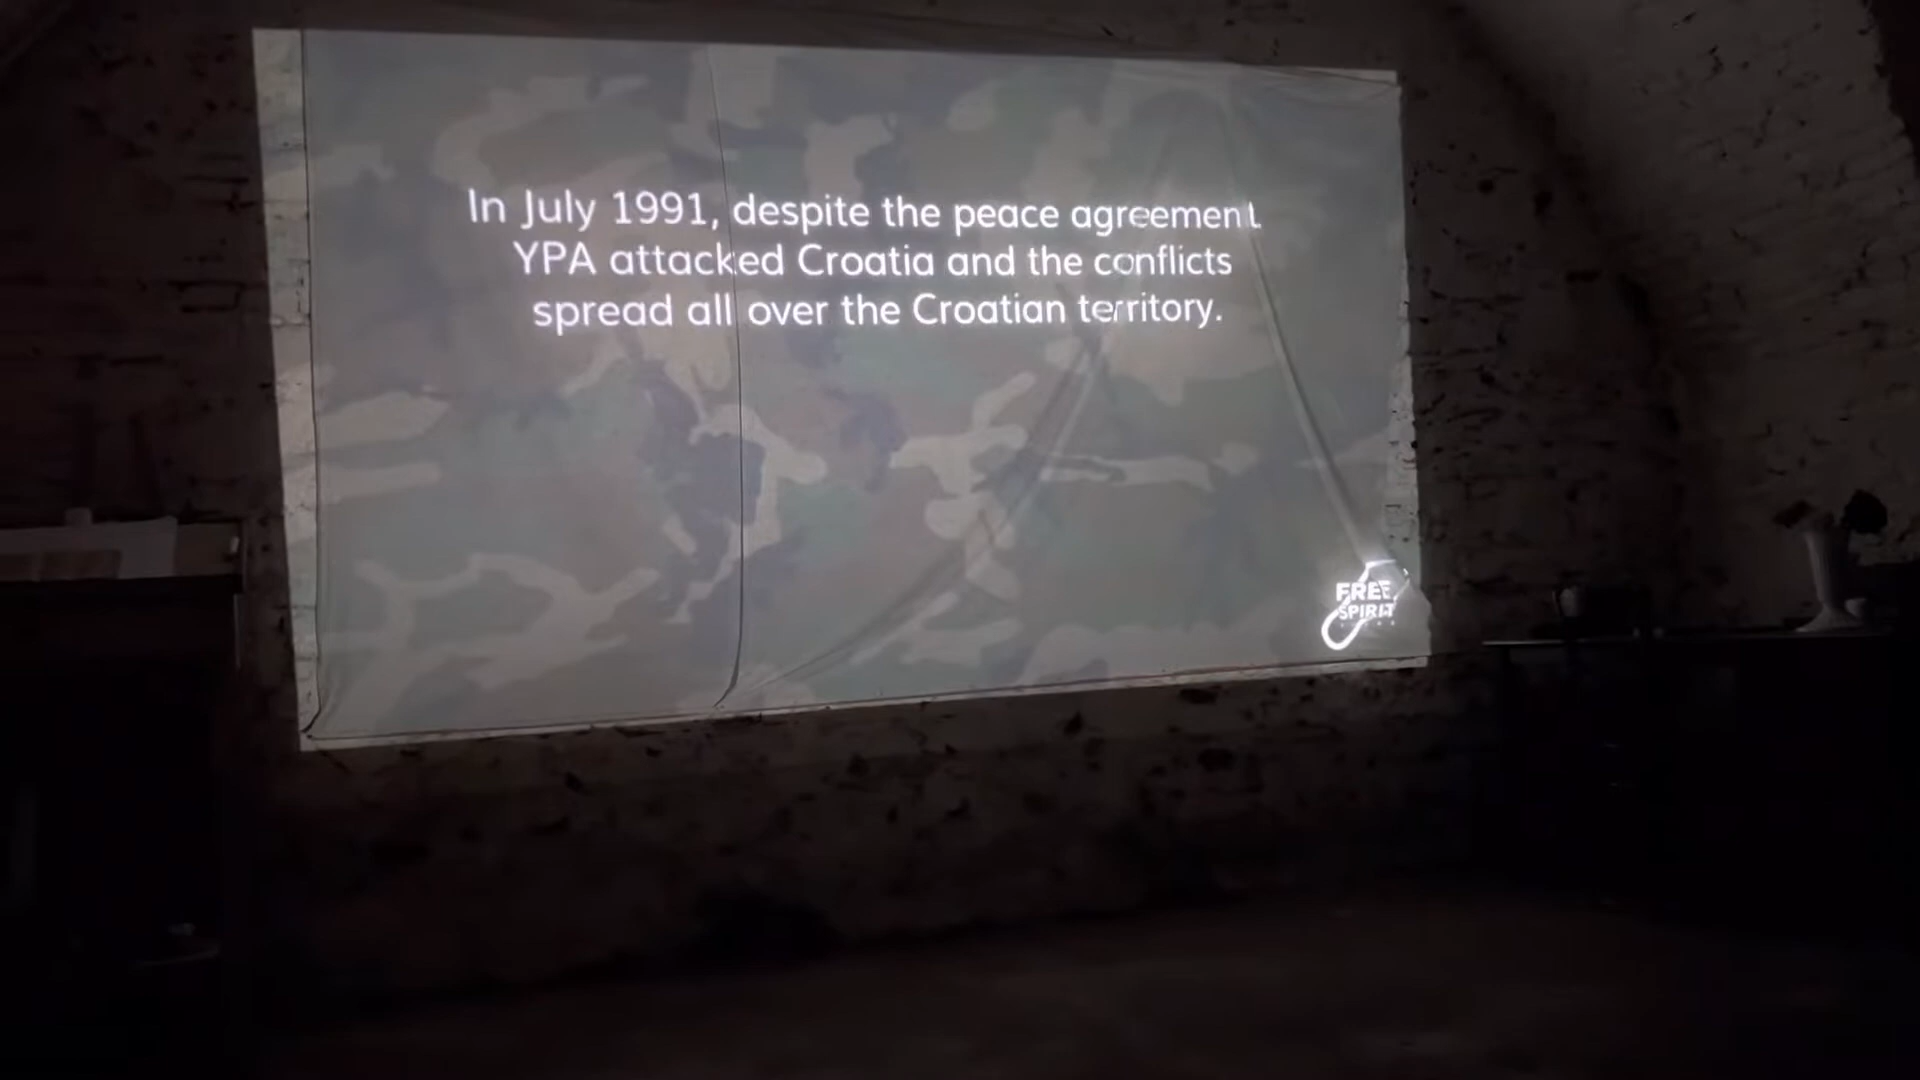 In July 1991, despite the peace agreement
YPA attacked Croatia and the conflicts
spread all over the Croatian territory.
FREE
SPIRIT